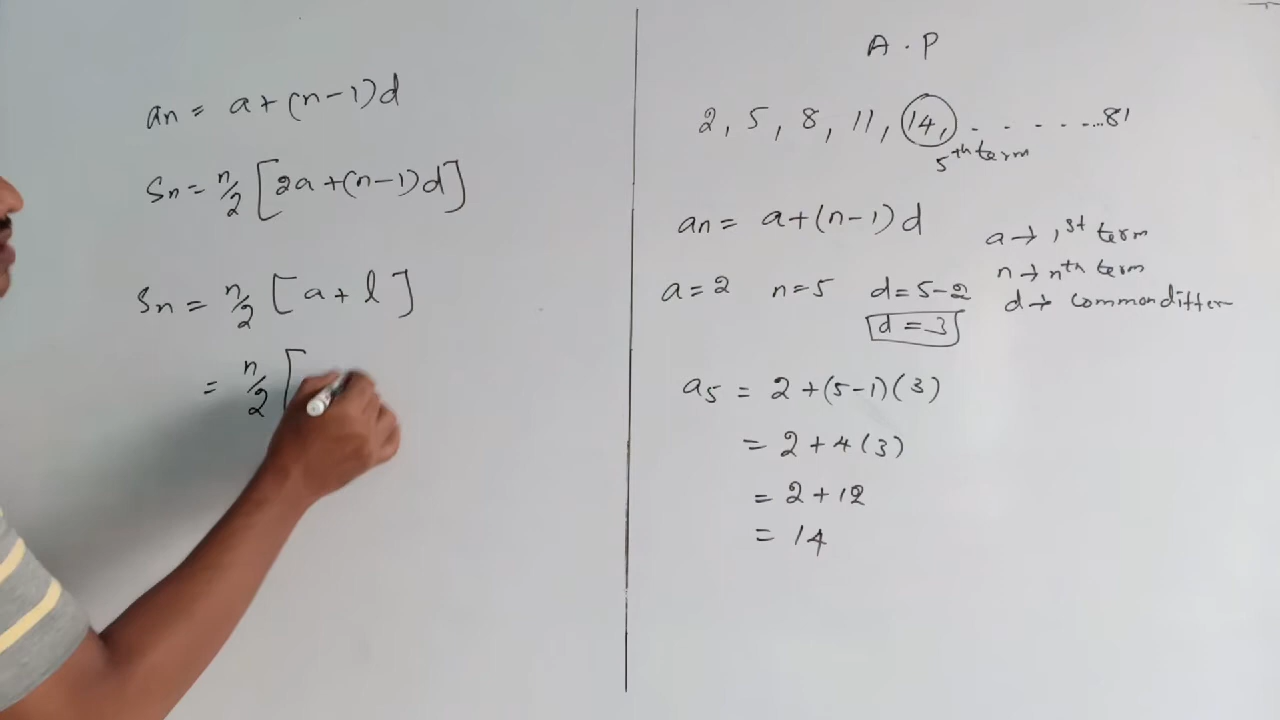 an = a+(n-1)d
Sn = n/2 [2a+(n-1)d]
Sn = n/2 [a+l]
= n/2 [
A.P
2, 5, 8, 11, 14, . . . . . ...81
5th term
an = a+(n-1)d
a → 1st term
n → nth term
d → common differ
a=2 n=5 d=5-2
d=3
a5 = 2+(5-1)(3)
= 2+4(3)
= 2+12
= 14